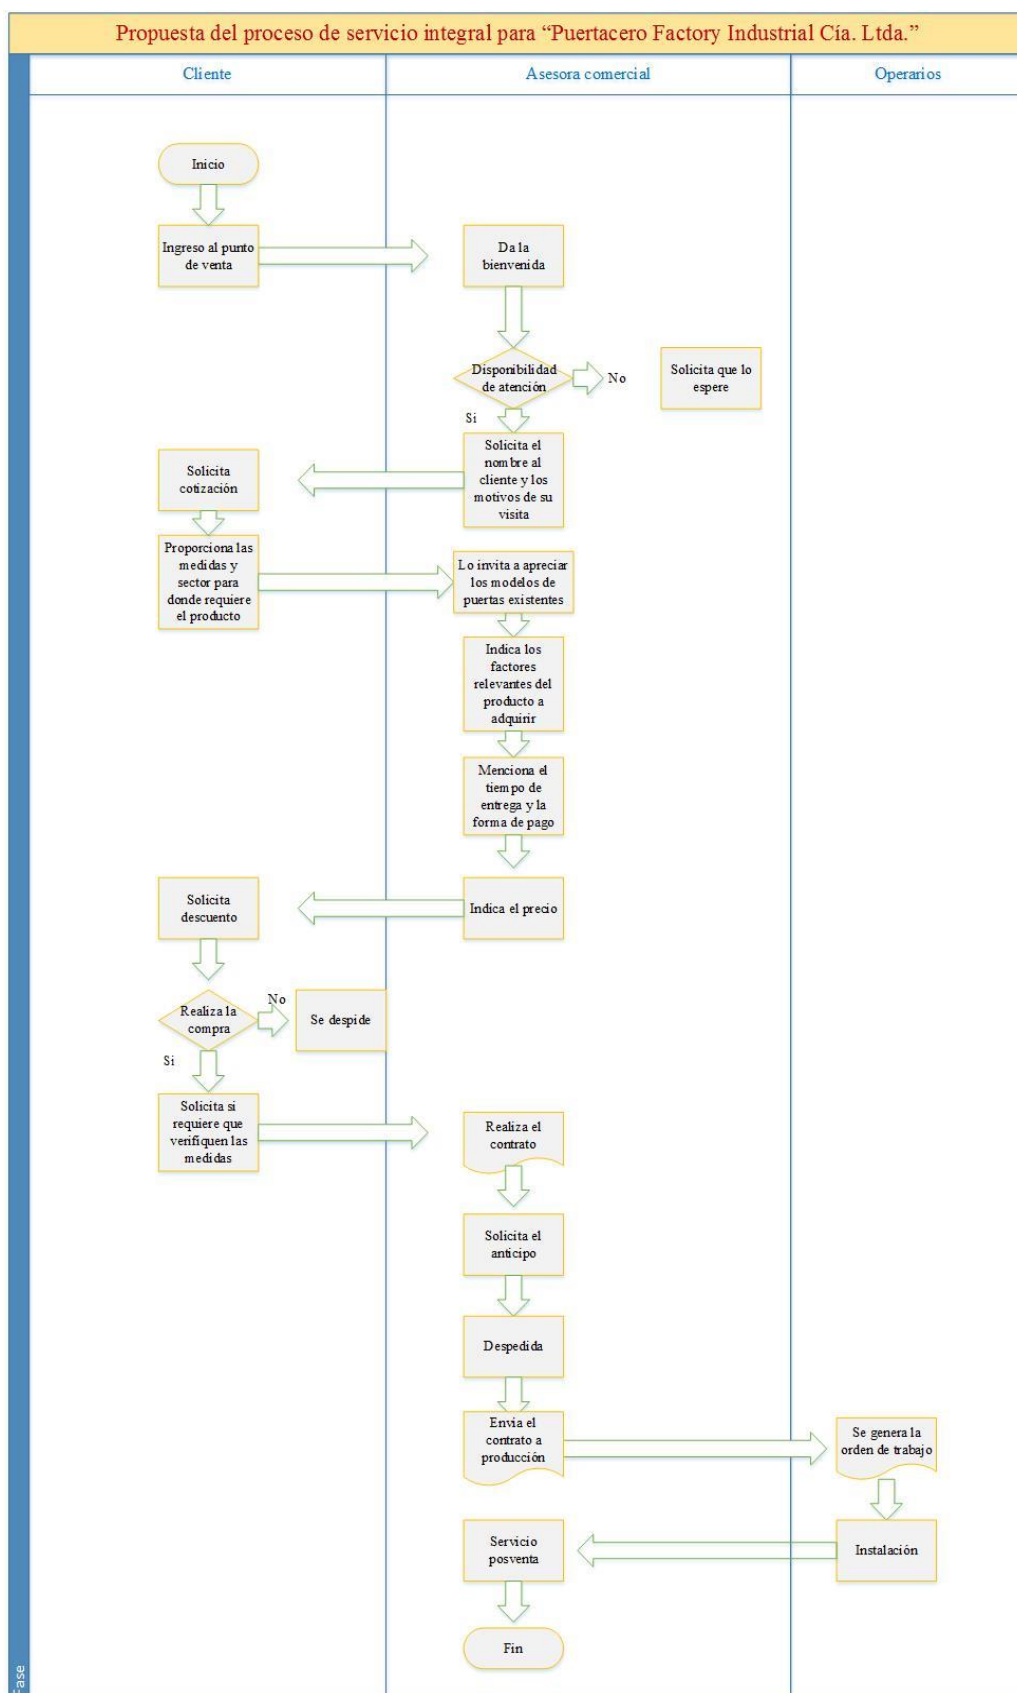 Propuesta del proceso de servicio integral para “Puertacero Factory Industrial Cía. Ltda.”
Cliente
Asesora comercial
Operarios
Inicio
Ingreso al punto
de venta
Da la
bienvenida
Disponibilidad
de atención
No
Solicita que lo
espere
Si
Solicita el
nombre al
cliente y los
motivos de su
visita
Solicita
cotización
Proporciona las
medidas y
sector para
donde requiere
el producto
Lo invita a apreciar
los modelos de
puertas existentes
Indica los
factores
relevantes del
producto a
adquirir
Menciona el
tiempo de
entrega y la
forma de pago
Indica el precio
Solicita
descuento
Realiza la
compra
No
Se despide
Si
Solicita si
requiere que
verifiquen las
medidas
Realiza el
contrato
Solicita el
anticipo
Despedida
Envia el
contrato a
producción
Se genera la
orden de trabajo
Instalación
Servicio
posventa
Fin
Fase